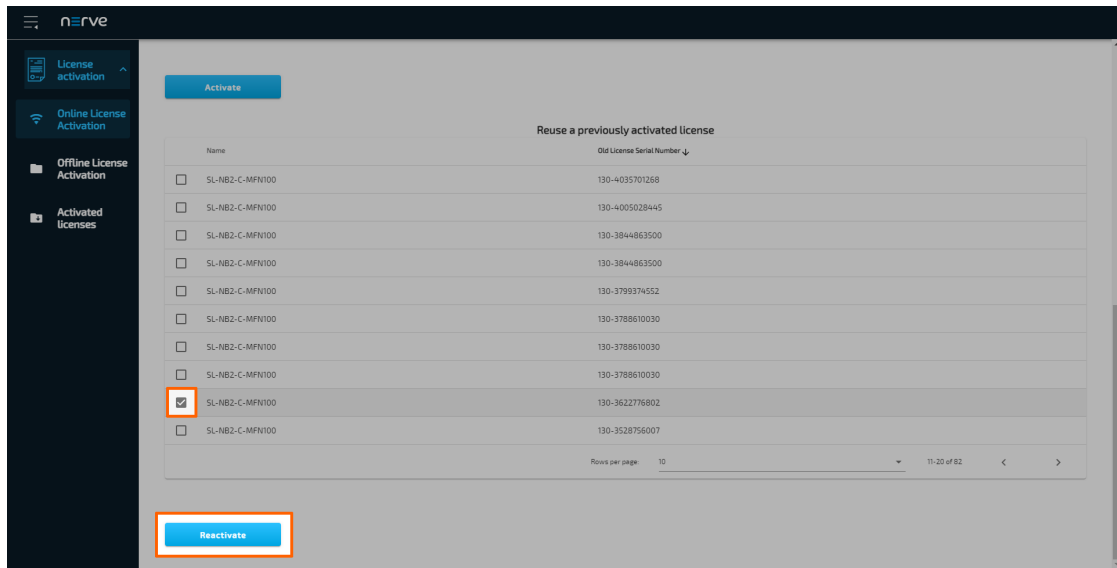 nerve
License
activation
Online License
Activation
Offline License
Activation
Activated
licenses
Activate
Reuse a previously activated license
Name Old License Serial Number
SL-NB2-C-MFN100 130-4035701268
SL-NB2-C-MFN100 130-4005028445
SL-NB2-C-MFN100 130-3844863500
SL-NB2-C-MFN100 130-3844863500
SL-NB2-C-MFN100 130-3799374552
SL-NB2-C-MFN100 130-3788610030
SL-NB2-C-MFN100 130-3788610030
SL-NB2-C-MFN100 130-3788610030
SL-NB2-C-MFN100 130-3622776802
SL-NB2-C-MFN100 130-3528756007
Rows per page: 10 11-20 of 82
Reactivate